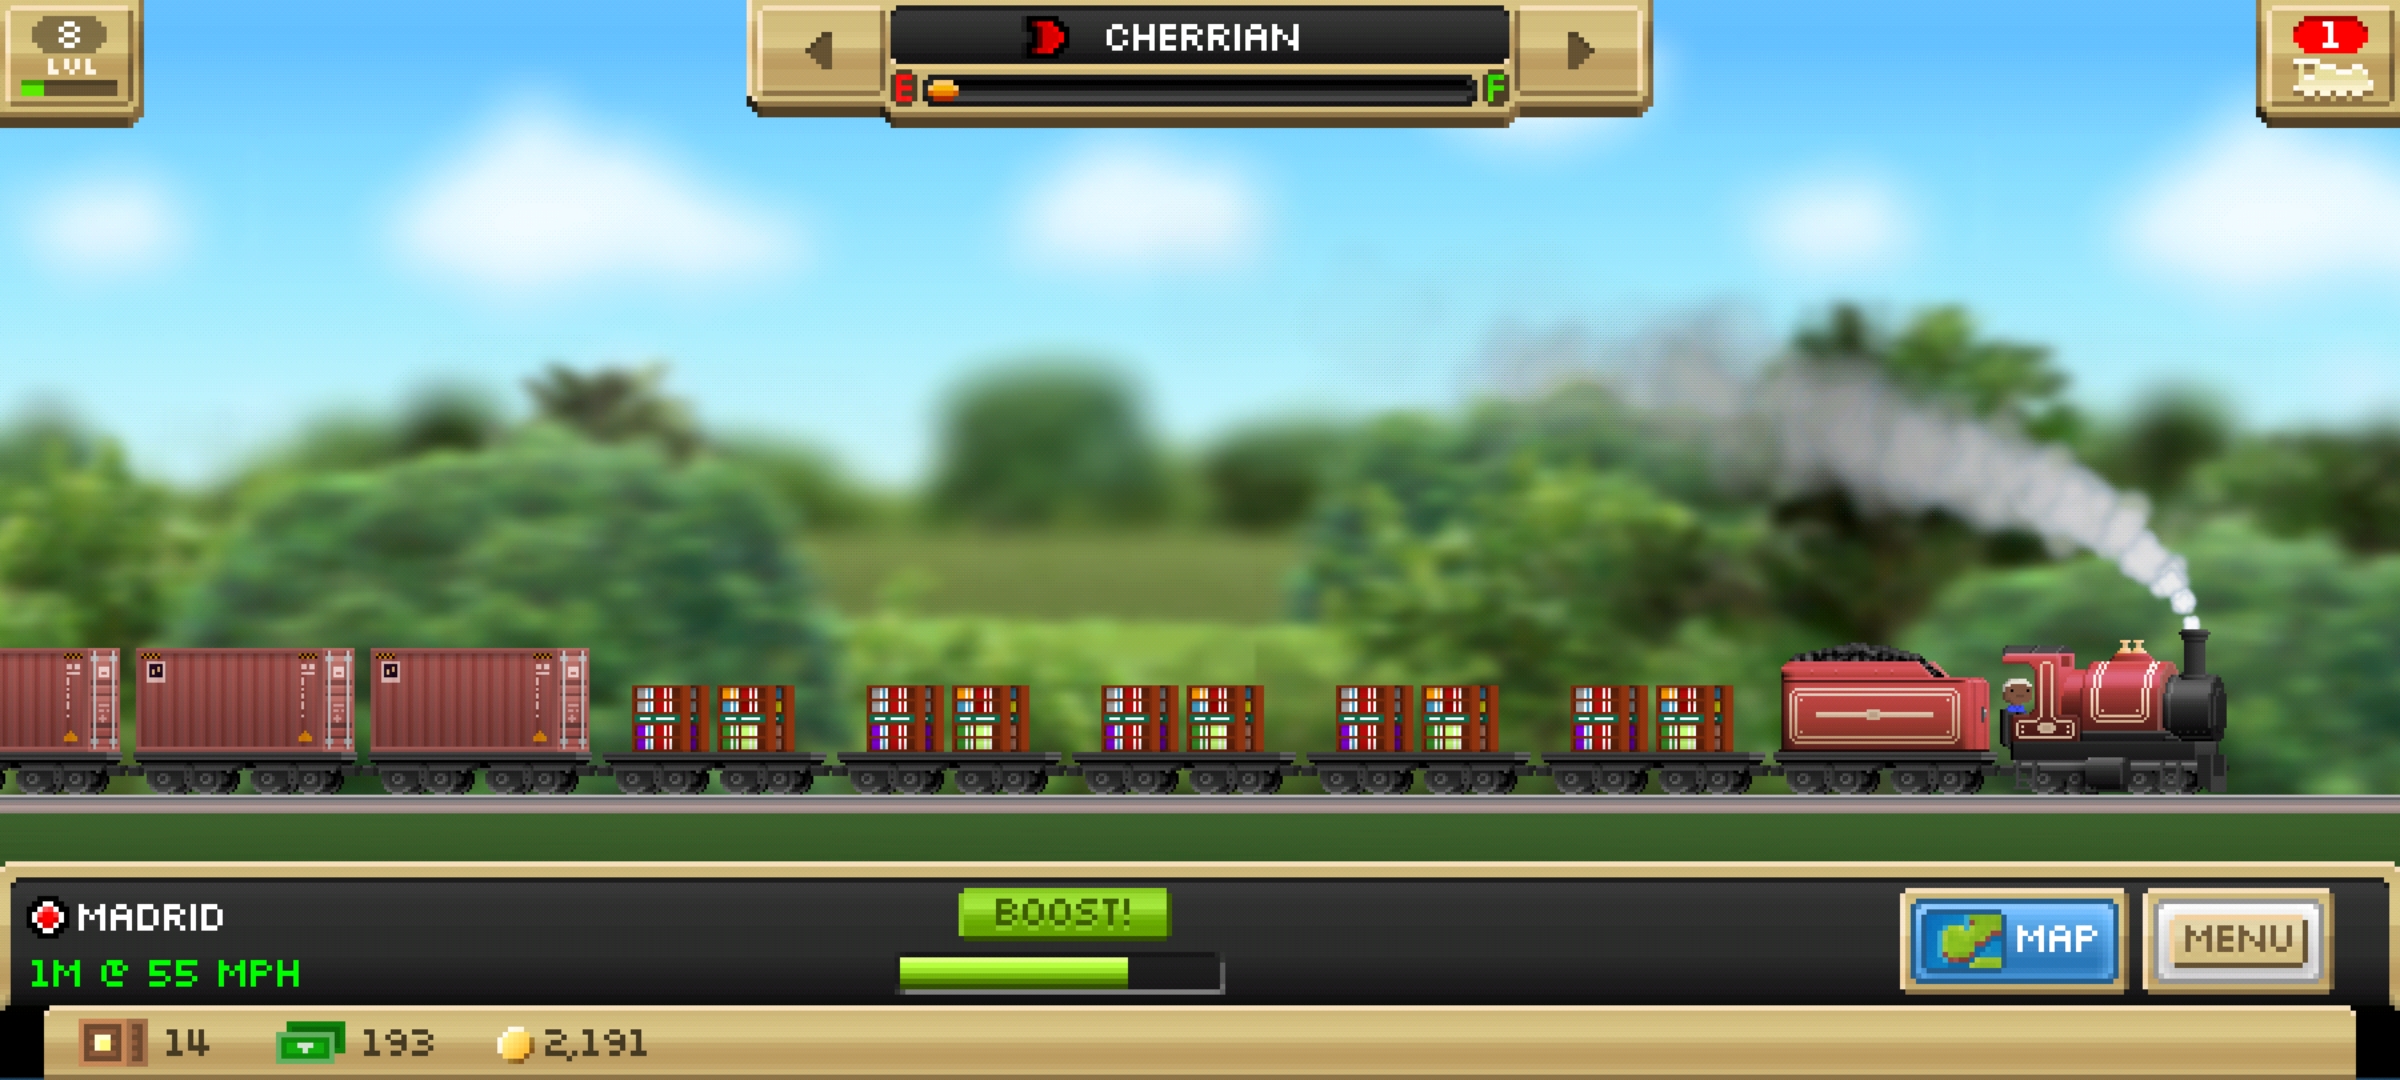 8
LVL
CHERRIAN
E F
1
MADRID
1M @ 55 MPH
BOOST!
MAP
MENU
14
193
2,191